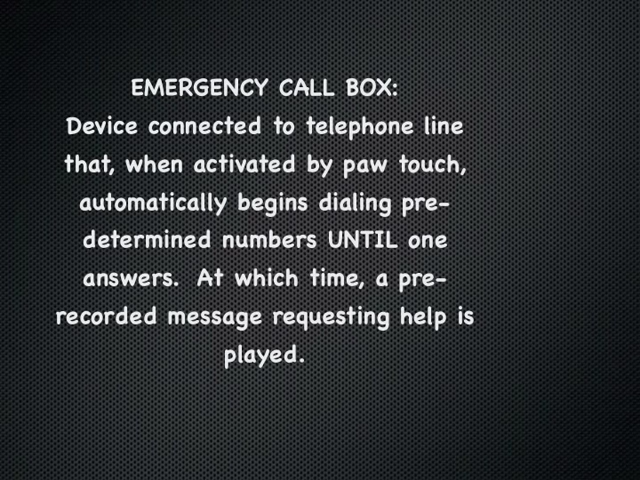 EMERGENCY CALL BOX:
Device connected to telephone line
that, when activated by paw touch,
automatically begins dialing pre-
determined numbers UNTIL one
answers.  At which time, a pre-
recorded message requesting help is
played.